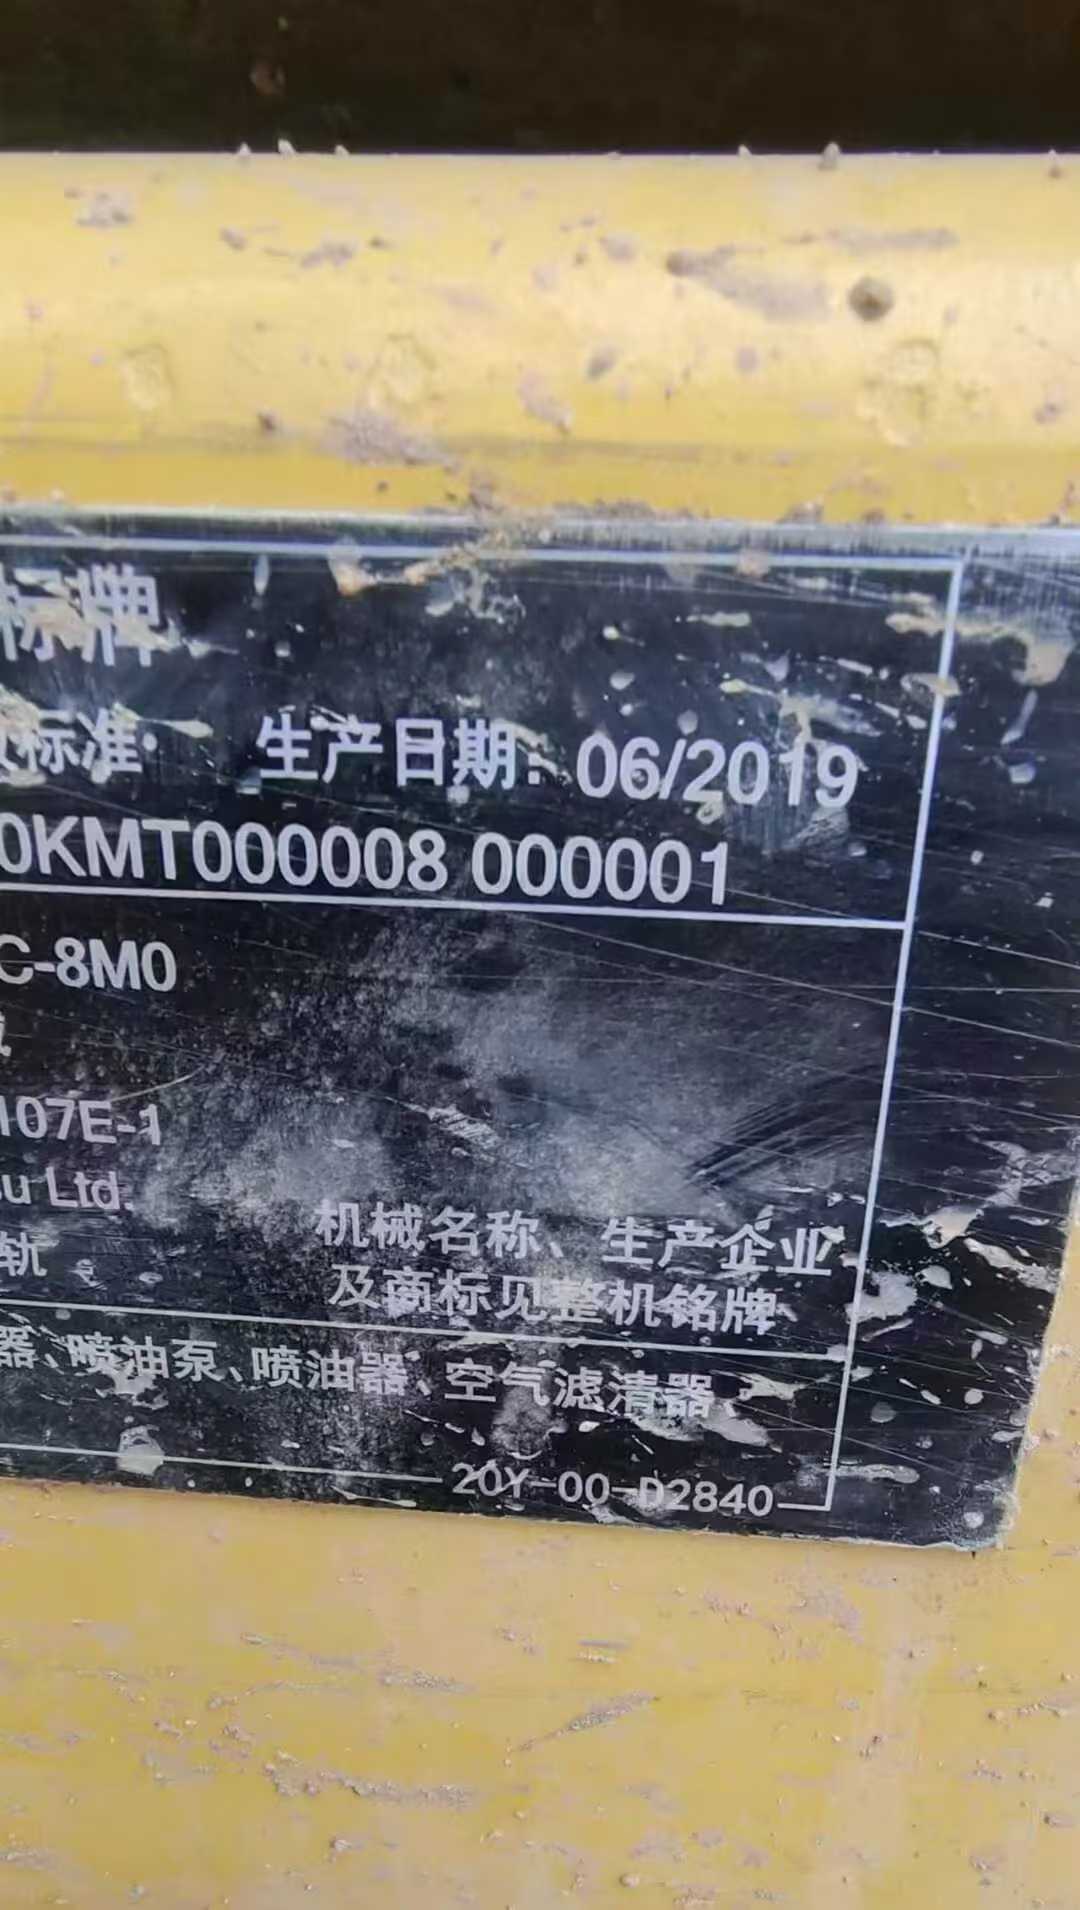 标牌
标准 生产日期: 06/2019
0KMT000008 000001
C-8M0
107E-1
su Ltd.
轨 机械名称、生产企业
及商标见整机铭牌
器、喷油泵、喷油器、空气滤清器、
20Y-00-D2840